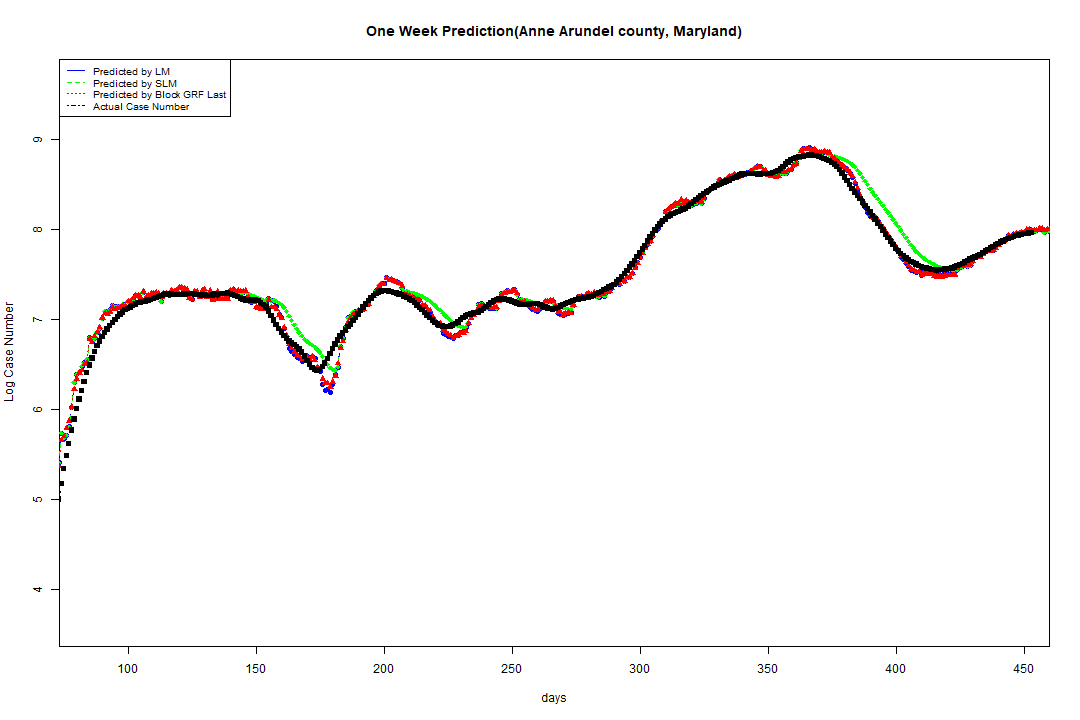 One Week Prediction(Anne Arundel county, Maryland)
Predicted by LM
Predicted by SLM
Predicted by Block GRF Last
Actual Case Number
9
8
7
6
5
4
Log Case Number
100 150 200 250 300 350 400 450
days